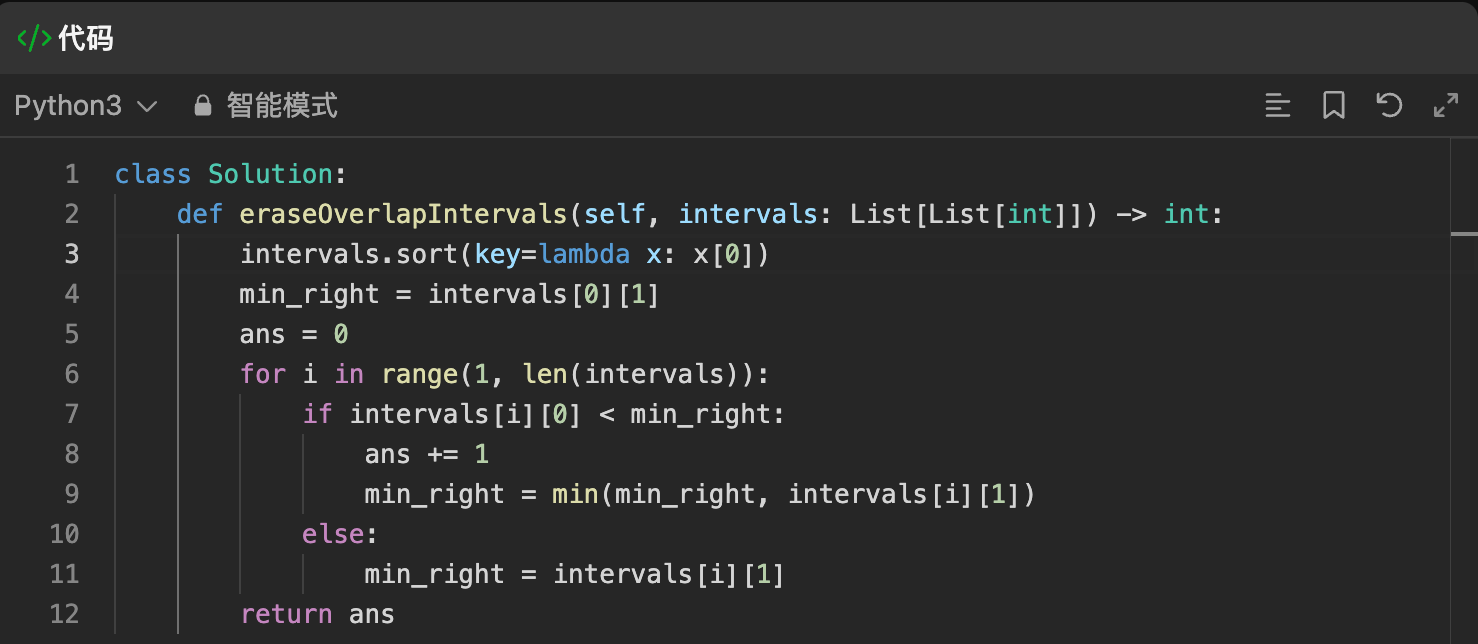 </> 代码
Python3 智能模式
1 class Solution:
2     def eraseOverlapIntervals(self, intervals: List[List[int]]) -> int:
3         intervals.sort(key=lambda x: x[0])
4         min_right = intervals[0][1]
5         ans = 0
6         for i in range(1, len(intervals)):
7             if intervals[i][0] < min_right:
8                 ans += 1
9                 min_right = min(min_right, intervals[i][1])
10             else:
11                 min_right = intervals[i][1]
12         return ans